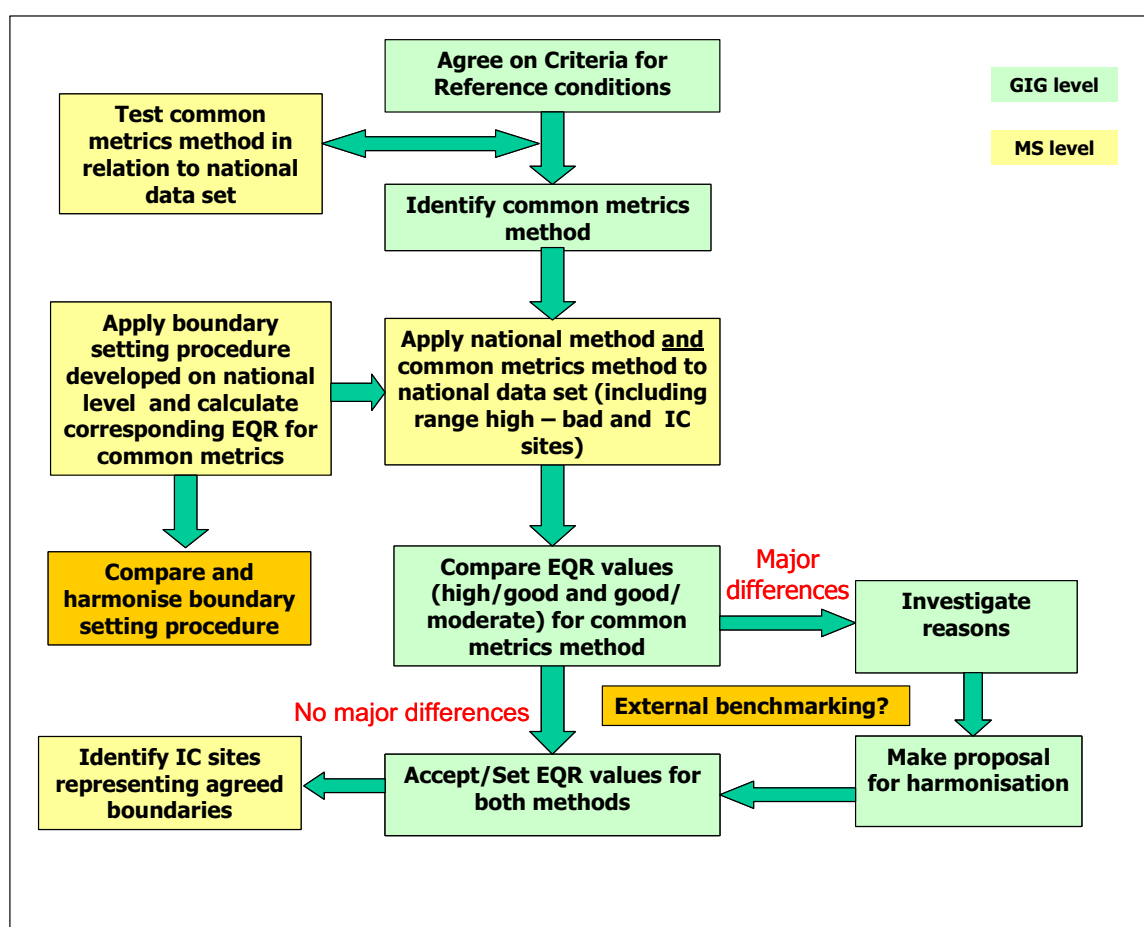 Agree on Criteria for
Reference conditions
GIG level
Test common
metrics method in
relation to national
data set
MS level
Identify common metrics
method
Apply boundary
setting procedure
developed on national
level and calculate
corresponding EQR for
common metrics
Apply national method and
common metrics method to
national data set (including
range high – bad and IC
sites)
Compare and
harmonise boundary
setting procedure
Compare EQR values
(high/good and good/
moderate) for common
metrics method
Major
differences
Investigate
reasons
No major differences
External benchmarking?
Identify IC sites
representing agreed
boundaries
Accept/Set EQR values for
both methods
Make proposal
for harmonisation